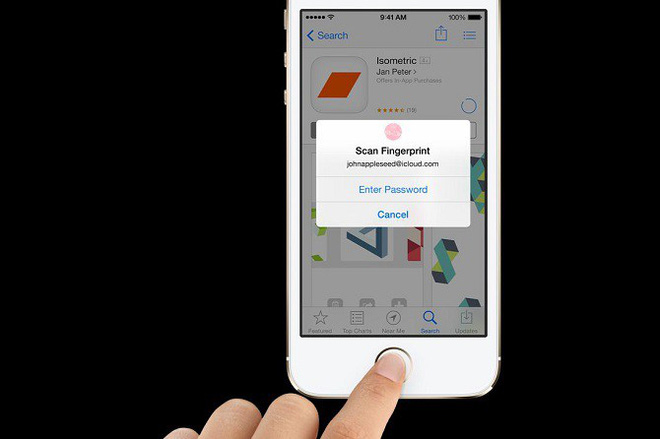 9:41 AM
100%
Search
Isometric 4+
Jan Peter >
Offers In-App Purchases
(19)
Scan Fingerprint
johnappleseed@icloud.com
Enter Password
Cancel
Featured
Top Charts
Near Me
Search
Updates